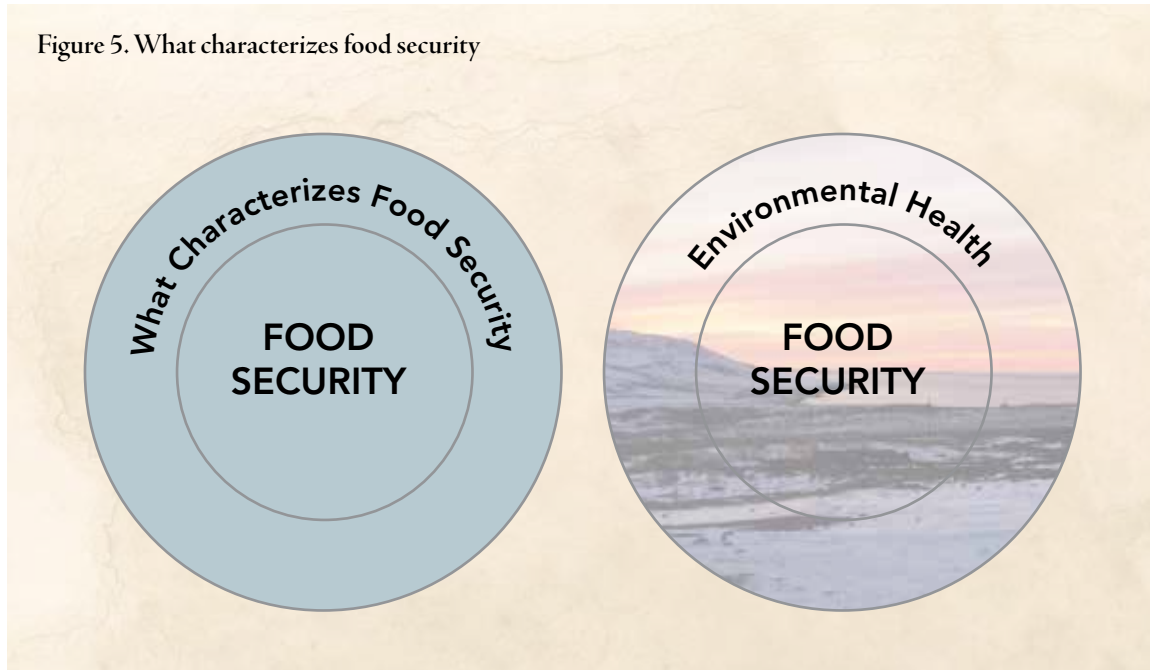 Figure 5. What characterizes food security
What Characterizes Food Security
FOOD
SECURITY
Environmental Health
FOOD
SECURITY